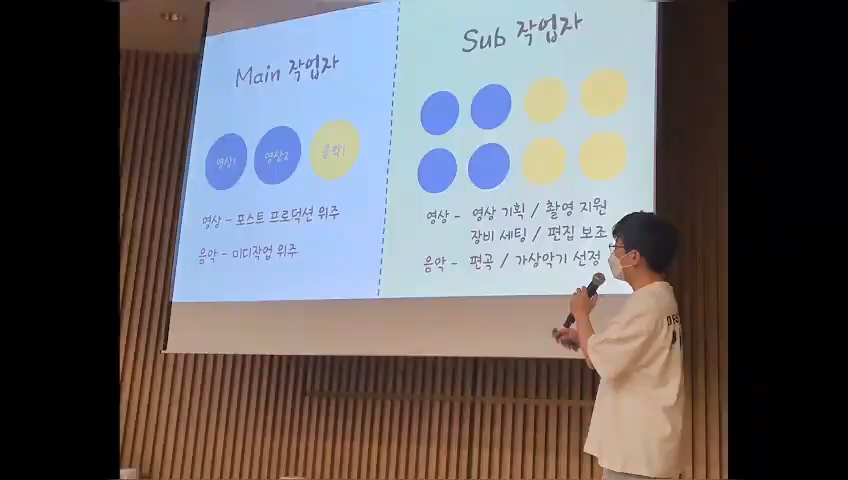 Main 작업자
영상1
영상2
음악1
영상 - 포스트 프로덕션 위주
음악 - 미디작업 위주
Sub 작업자
영상 - 영상 기획 / 촬영 지원
장비 세팅 / 편집 보조
음악 - 편곡 / 가상악기 선정